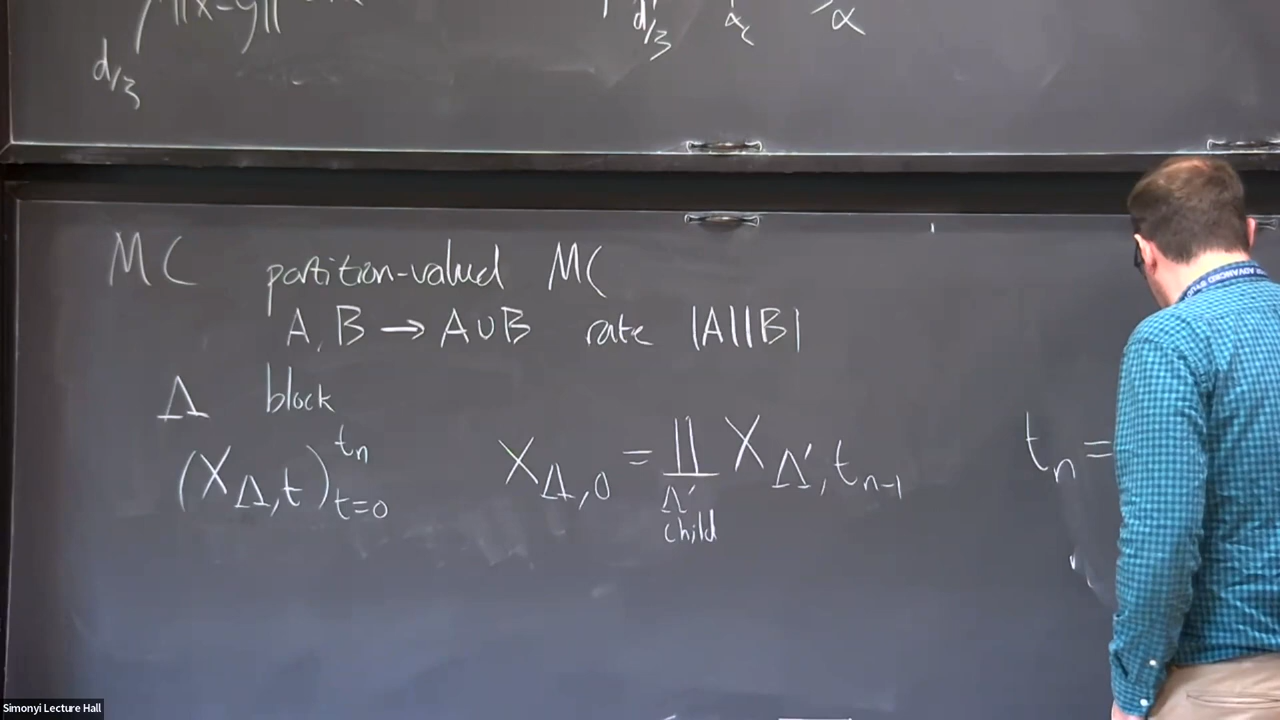 ‖x-y‖
d/3
d/3 α₂ α
MC partition-valued MC
A, B → A∪B rate |A||B|
Λ block
(X_{Λ,t})_{t=0}^{t_n} X_{Λ,0} = ∐_{Λ' child} X_{Λ',t_{n-1}} t_n =
Simonyi Lecture Hall